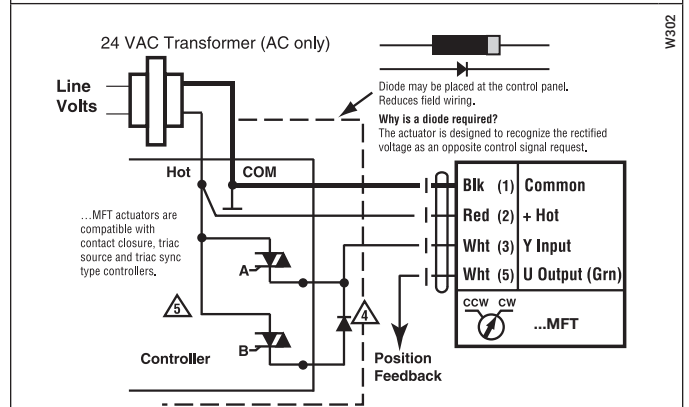 W302
24 VAC Transformer (AC only)
Line
Volts
Diode may be placed at the control panel.
Reduces field wiring.
Why is a diode required?
The actuator is designed to recognize the rectified
voltage as an opposite control signal request.
Hot
COM
Blk (1) Common
Red (2) + Hot
Wht (3) Y Input
Wht (5) U Output (Grn)
...MFT actuators are
compatible with
contact closure, triac
source and triac sync
type controllers.
A
5
4
CCW CW
...MFT
B
Controller
Position
Feedback